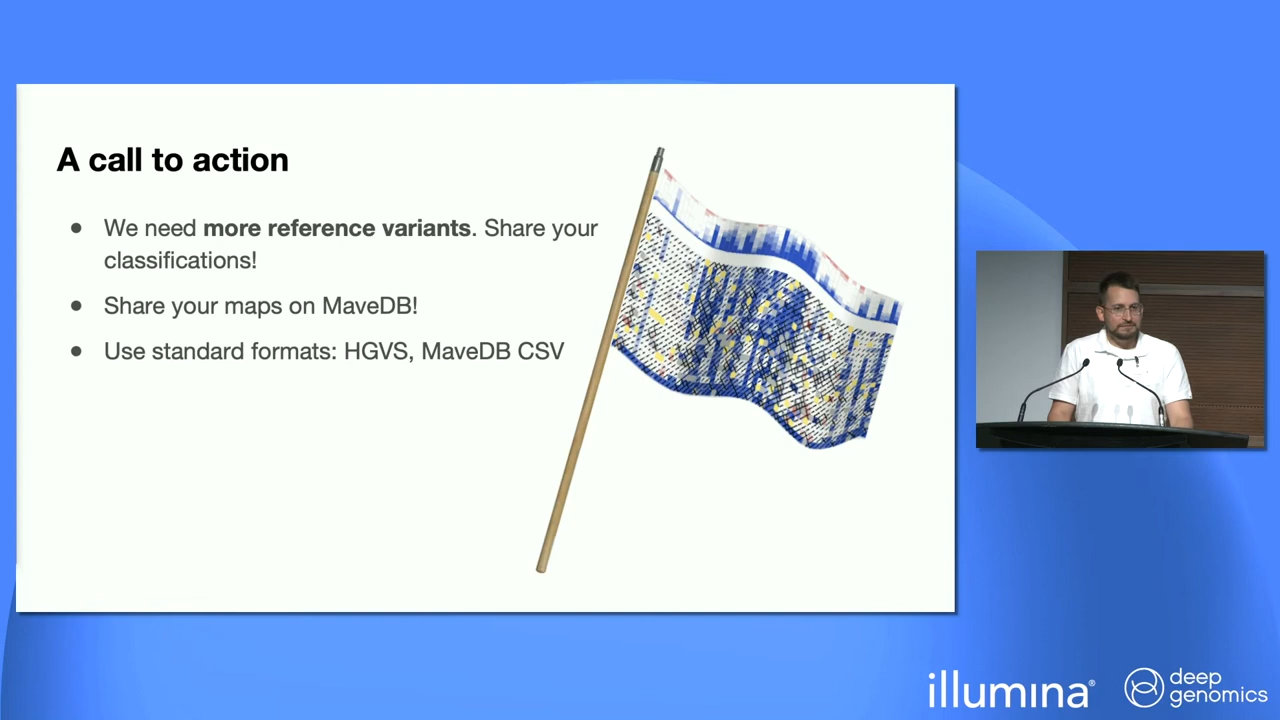 A call to action
● We need more reference variants. Share your
classifications!
● Share your maps on MaveDB!
● Use standard formats: HGVS, MaveDB CSV
illumina®
deep
genomics